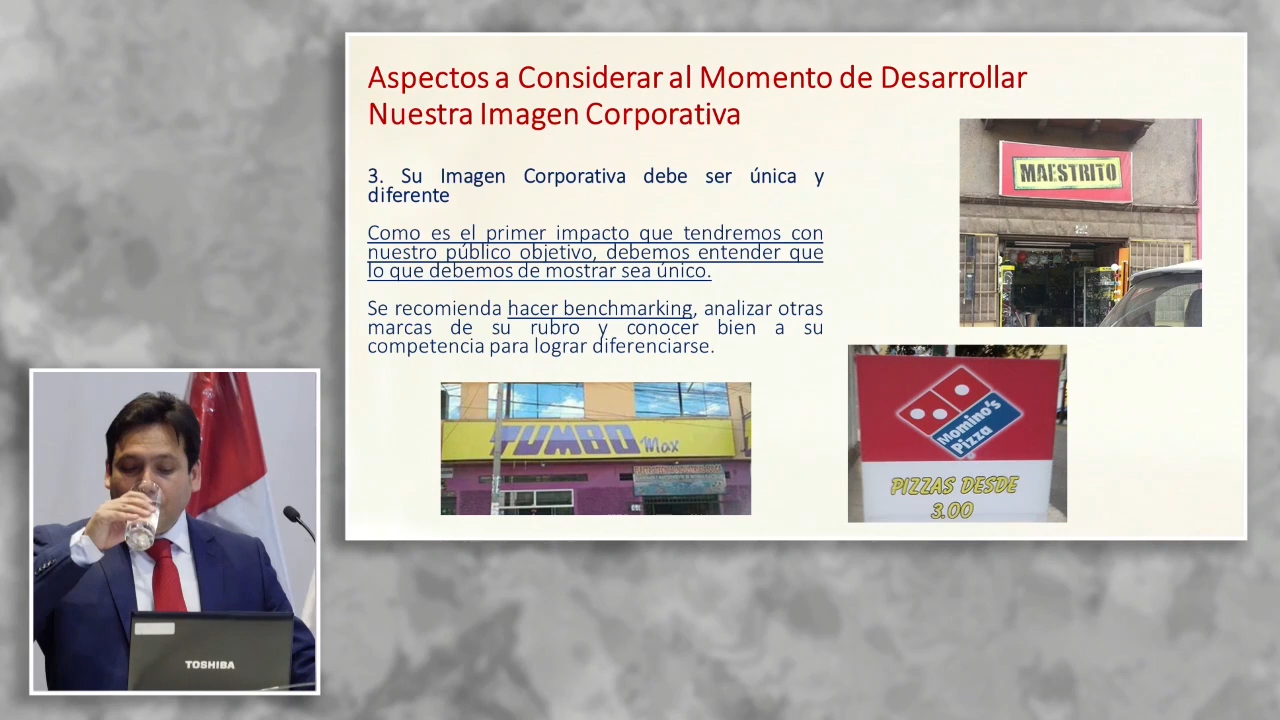 Aspectos a Considerar al Momento de Desarrollar
Nuestra Imagen Corporativa
3. Su Imagen Corporativa debe ser única y
diferente
Como es el primer impacto que tendremos con
nuestro público objetivo, debemos entender que
lo que debemos de mostrar sea único.
Se recomienda hacer benchmarking, analizar otras
marcas de su rubro y conocer bien a su
competencia para lograr diferenciarse.
MAESTRITO
TUMBO Max
Momino's
Pizza
PIZZAS DESDE
3.00
TOSHIBA